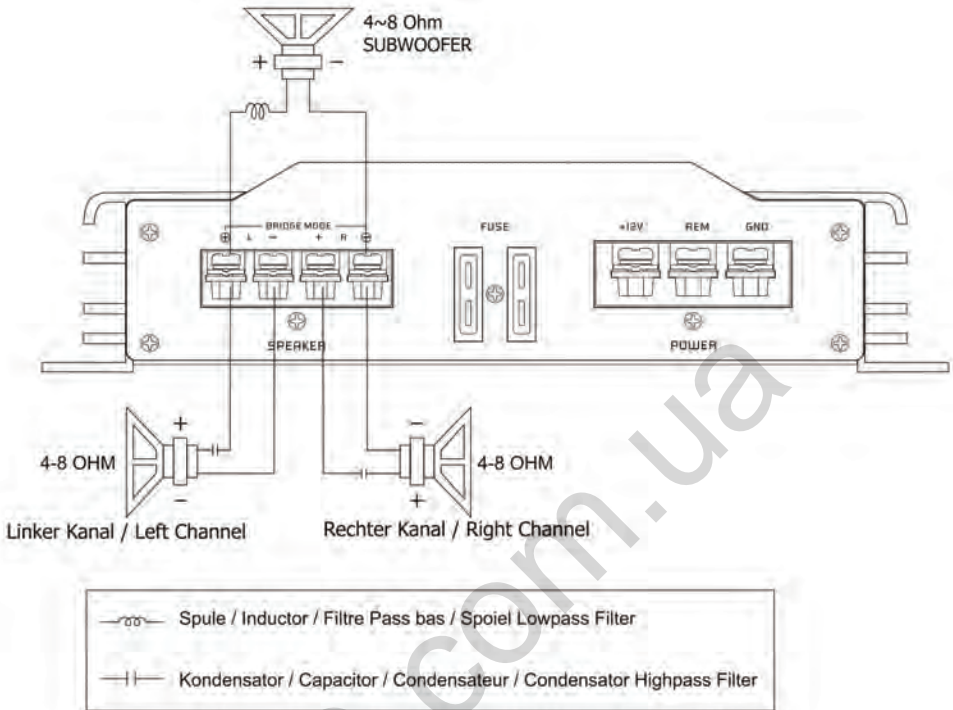 4~8 Ohm
SUBWOOFER
+ -
BRIDGE MODE
⊕ L - + R ⊖
FUSE
+12V REM GND
SPEAKER
POWER
+
-
4-8 OHM
4-8 OHM
-
+
Linker Kanal / Left Channel
Rechter Kanal / Right Channel
Spule / Inductor / Filtre Pass bas / Spoiel Lowpass Filter
Kondensator / Capacitor / Condensateur / Condensator Highpass Filter
com.ua